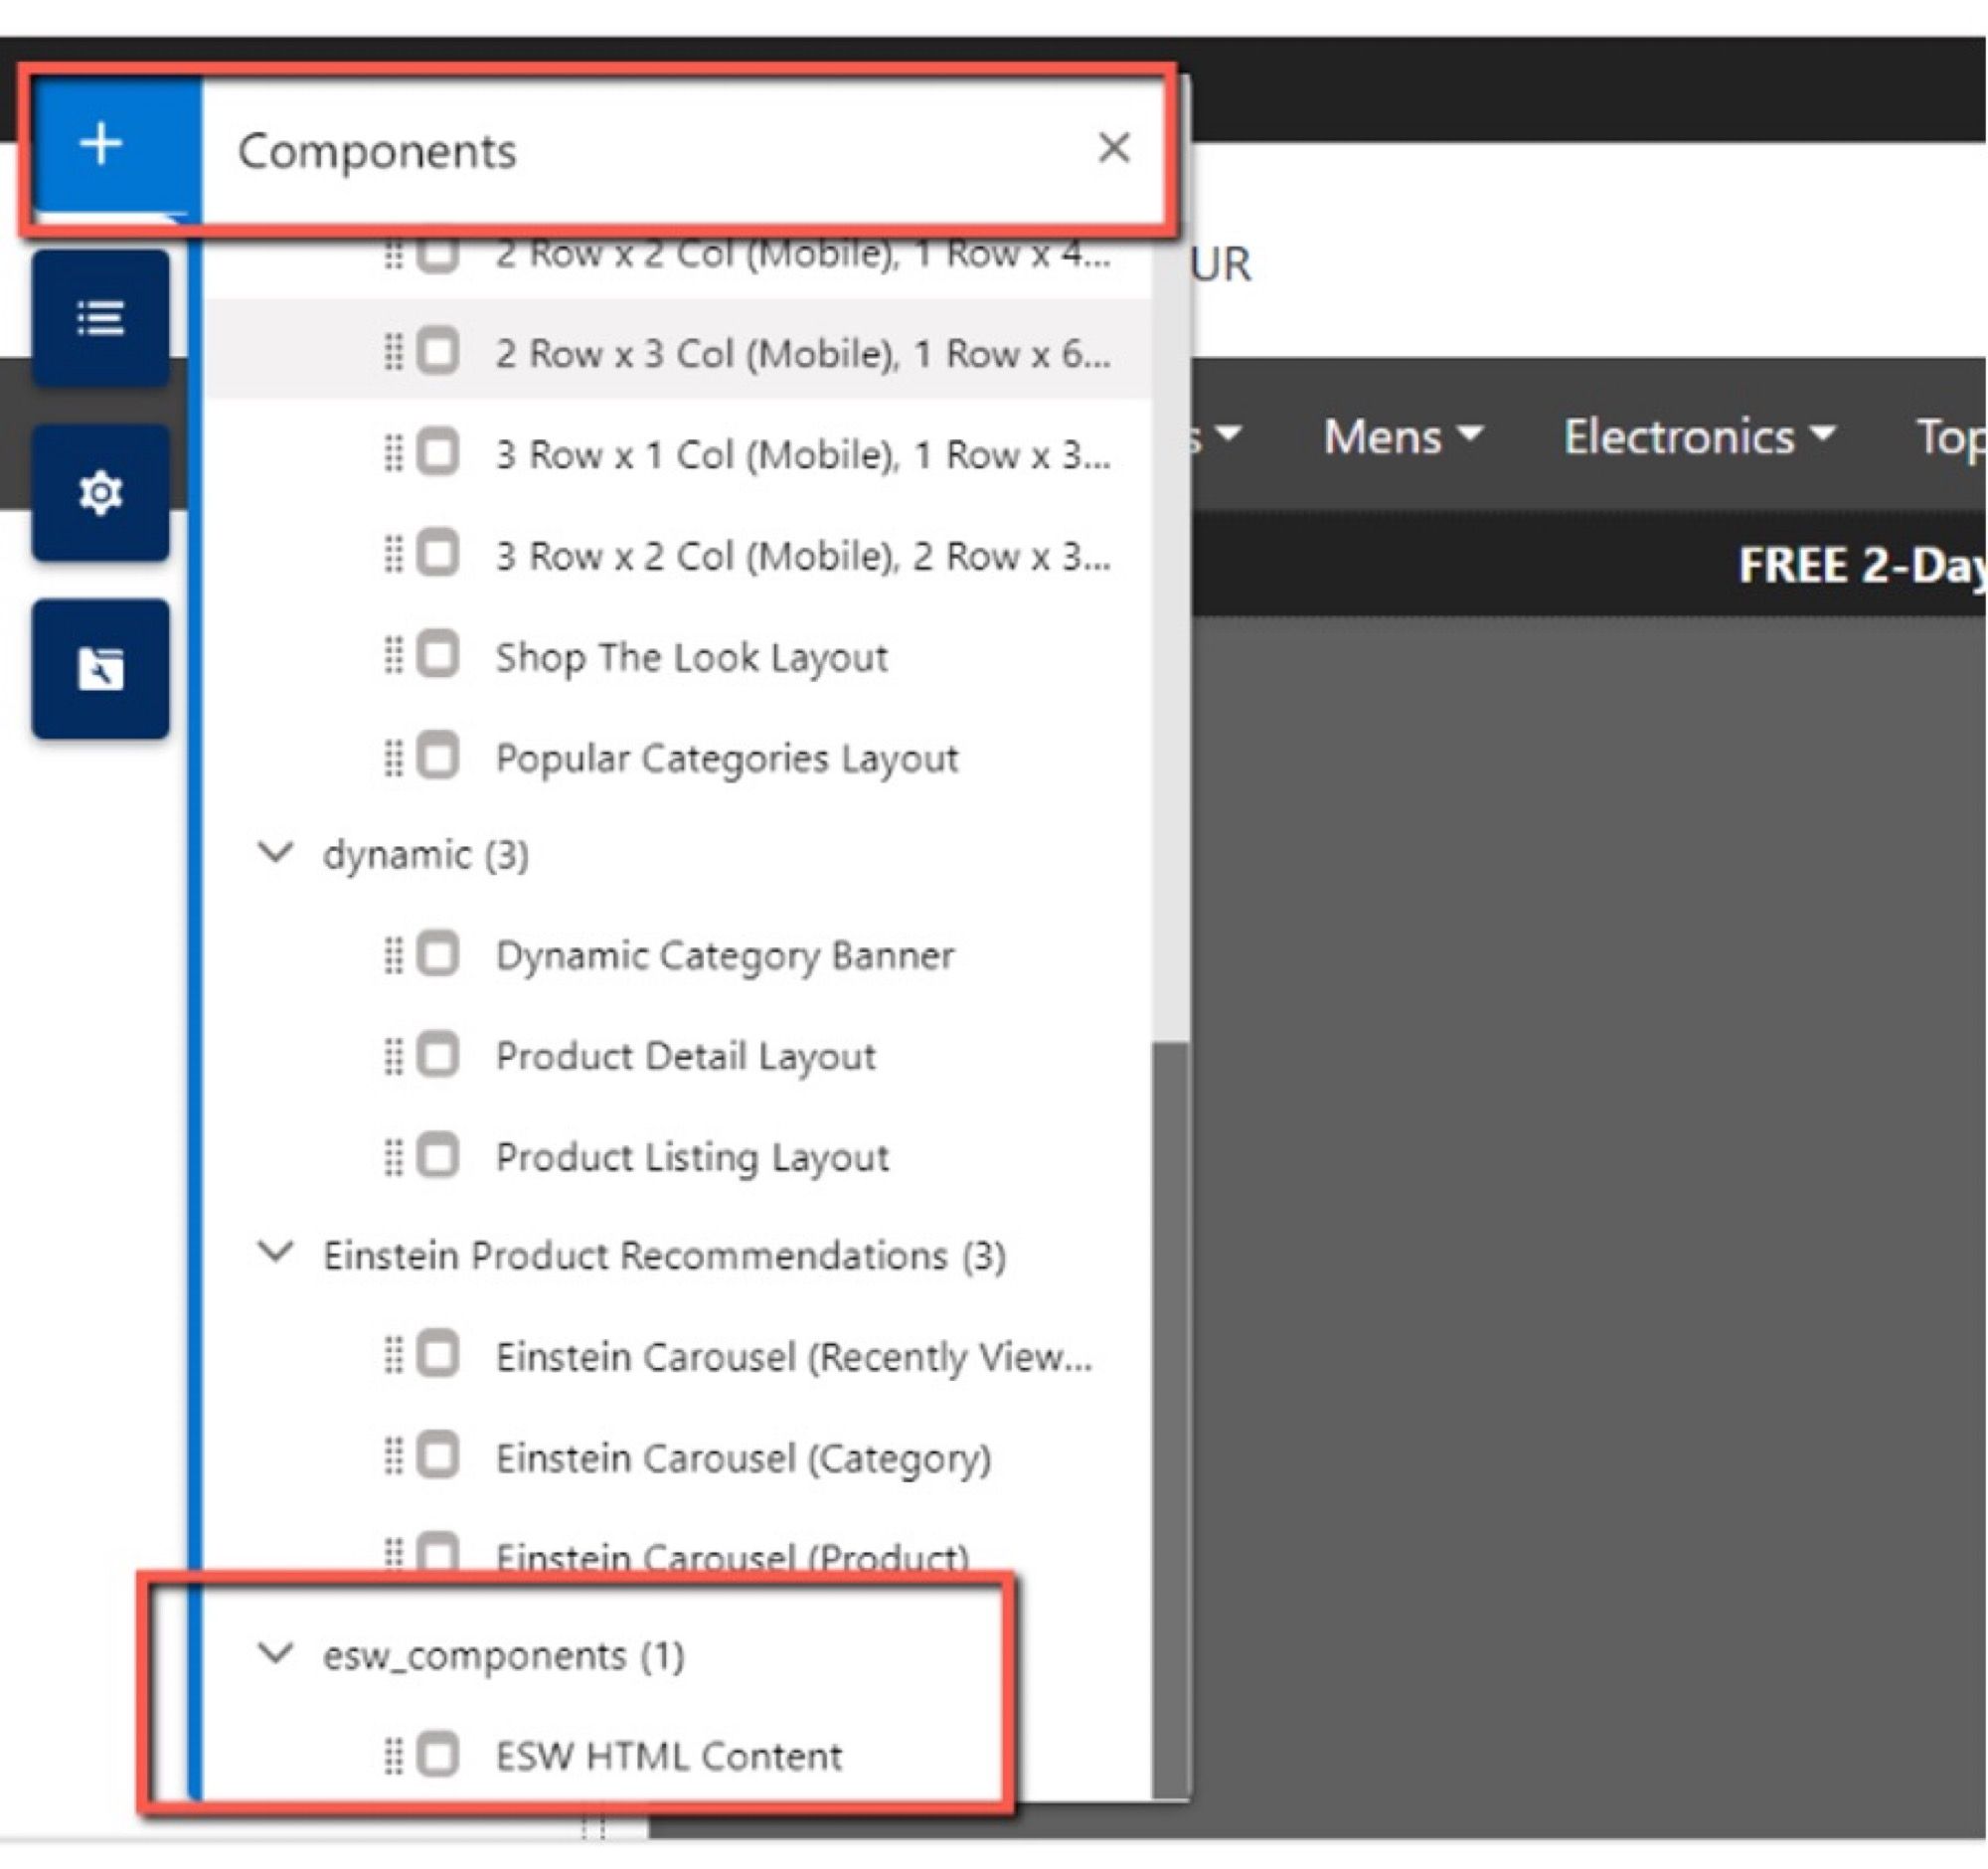 Components
2 Row x 2 Col (Mobile), 1 Row x 4...
UR
2 Row x 3 Col (Mobile), 1 Row x 6...
s Mens Electronics Top
3 Row x 1 Col (Mobile), 1 Row x 3...
3 Row x 2 Col (Mobile), 2 Row x 3...
FREE 2-Day
Shop The Look Layout
Popular Categories Layout
dynamic (3)
Dynamic Category Banner
Product Detail Layout
Product Listing Layout
Einstein Product Recommendations (3)
Einstein Carousel (Recently View...
Einstein Carousel (Category)
Einstein Carousel (Product)
esw_components (1)
ESW HTML Content